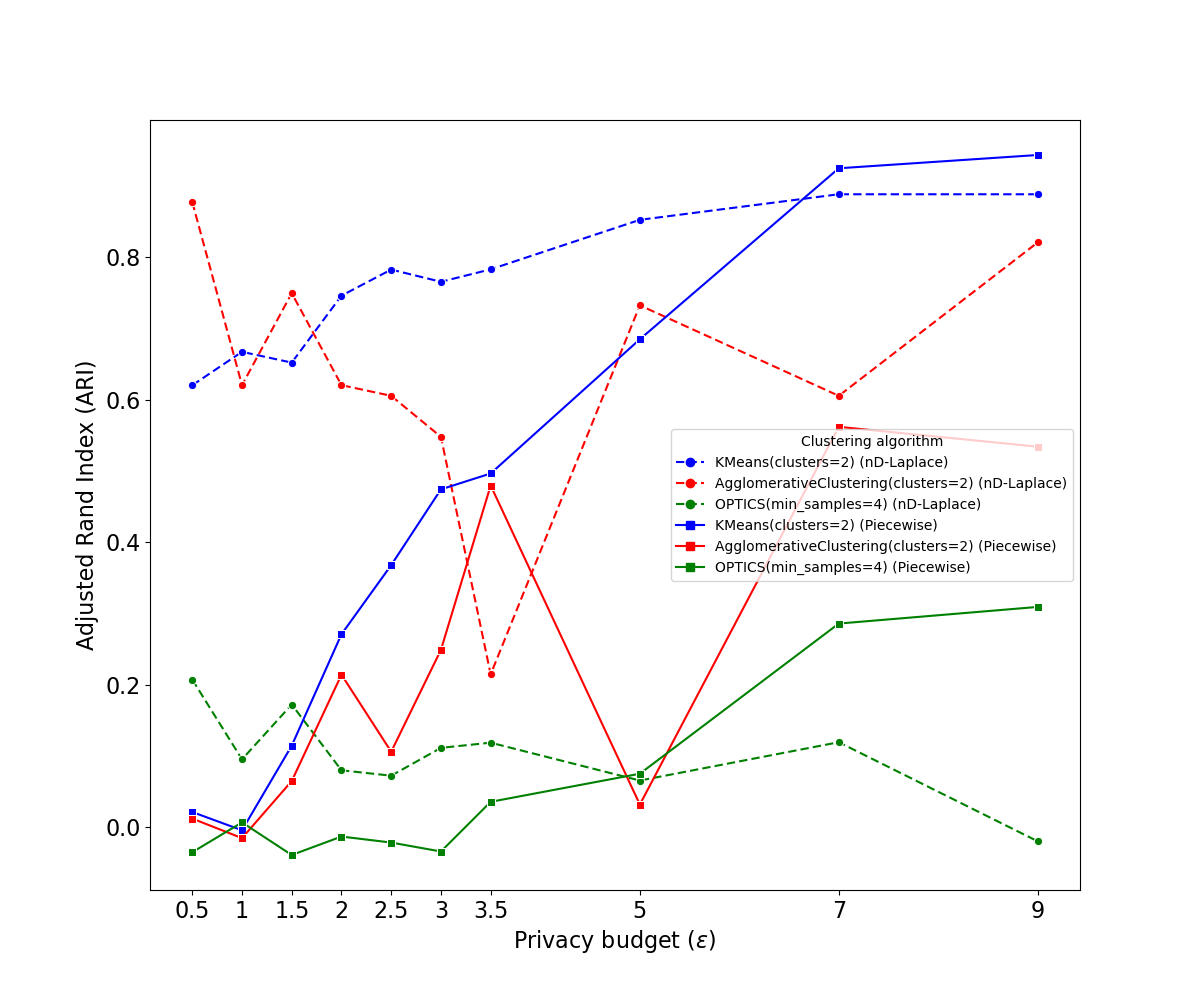 0.8
0.6
0.4
0.2
0.0
Adjusted Rand Index (ARI)
Clustering algorithm
KMeans(clusters=2) (nD-Laplace)
AgglomerativeClustering(clusters=2) (nD-Laplace)
OPTICS(min_samples=4) (nD-Laplace)
KMeans(clusters=2) (Piecewise)
AgglomerativeClustering(clusters=2) (Piecewise)
OPTICS(min_samples=4) (Piecewise)
0.5 1 1.5 2 2.5 3 3.5 5 7 9
Privacy budget (ε)